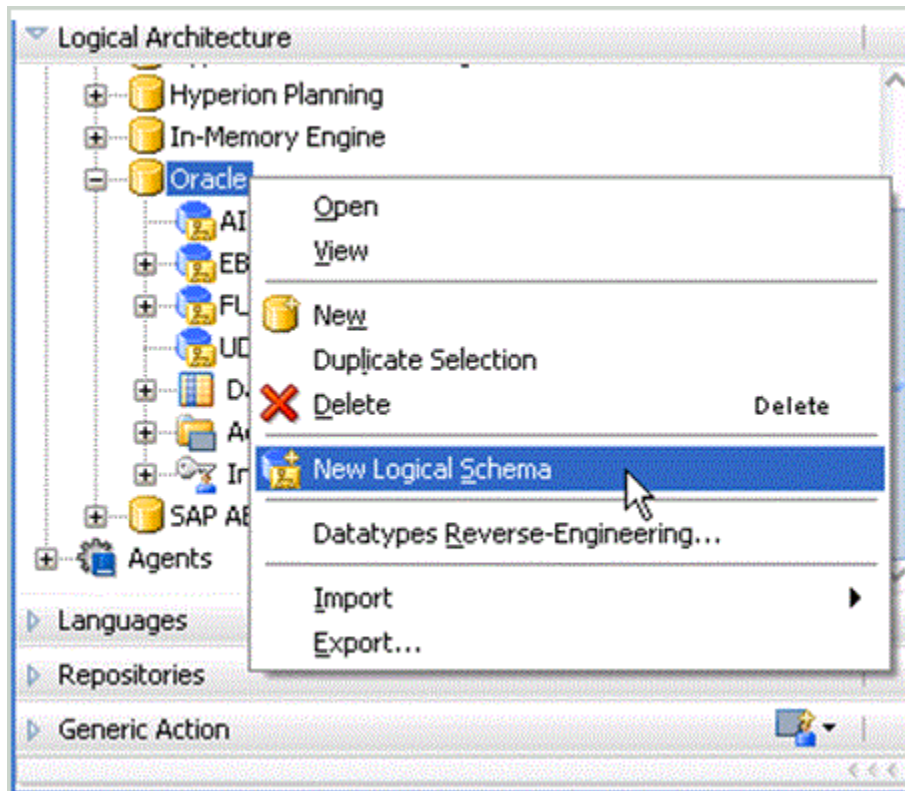 Logical Architecture
Hyperion Planning
In-Memory Engine
Oracle
Open
View
New
Duplicate Selection
Delete Delete
New Logical Schema
Datatypes Reverse-Engineering...
Import
Export...
SAP
Agents
Languages
Repositories
Generic Action